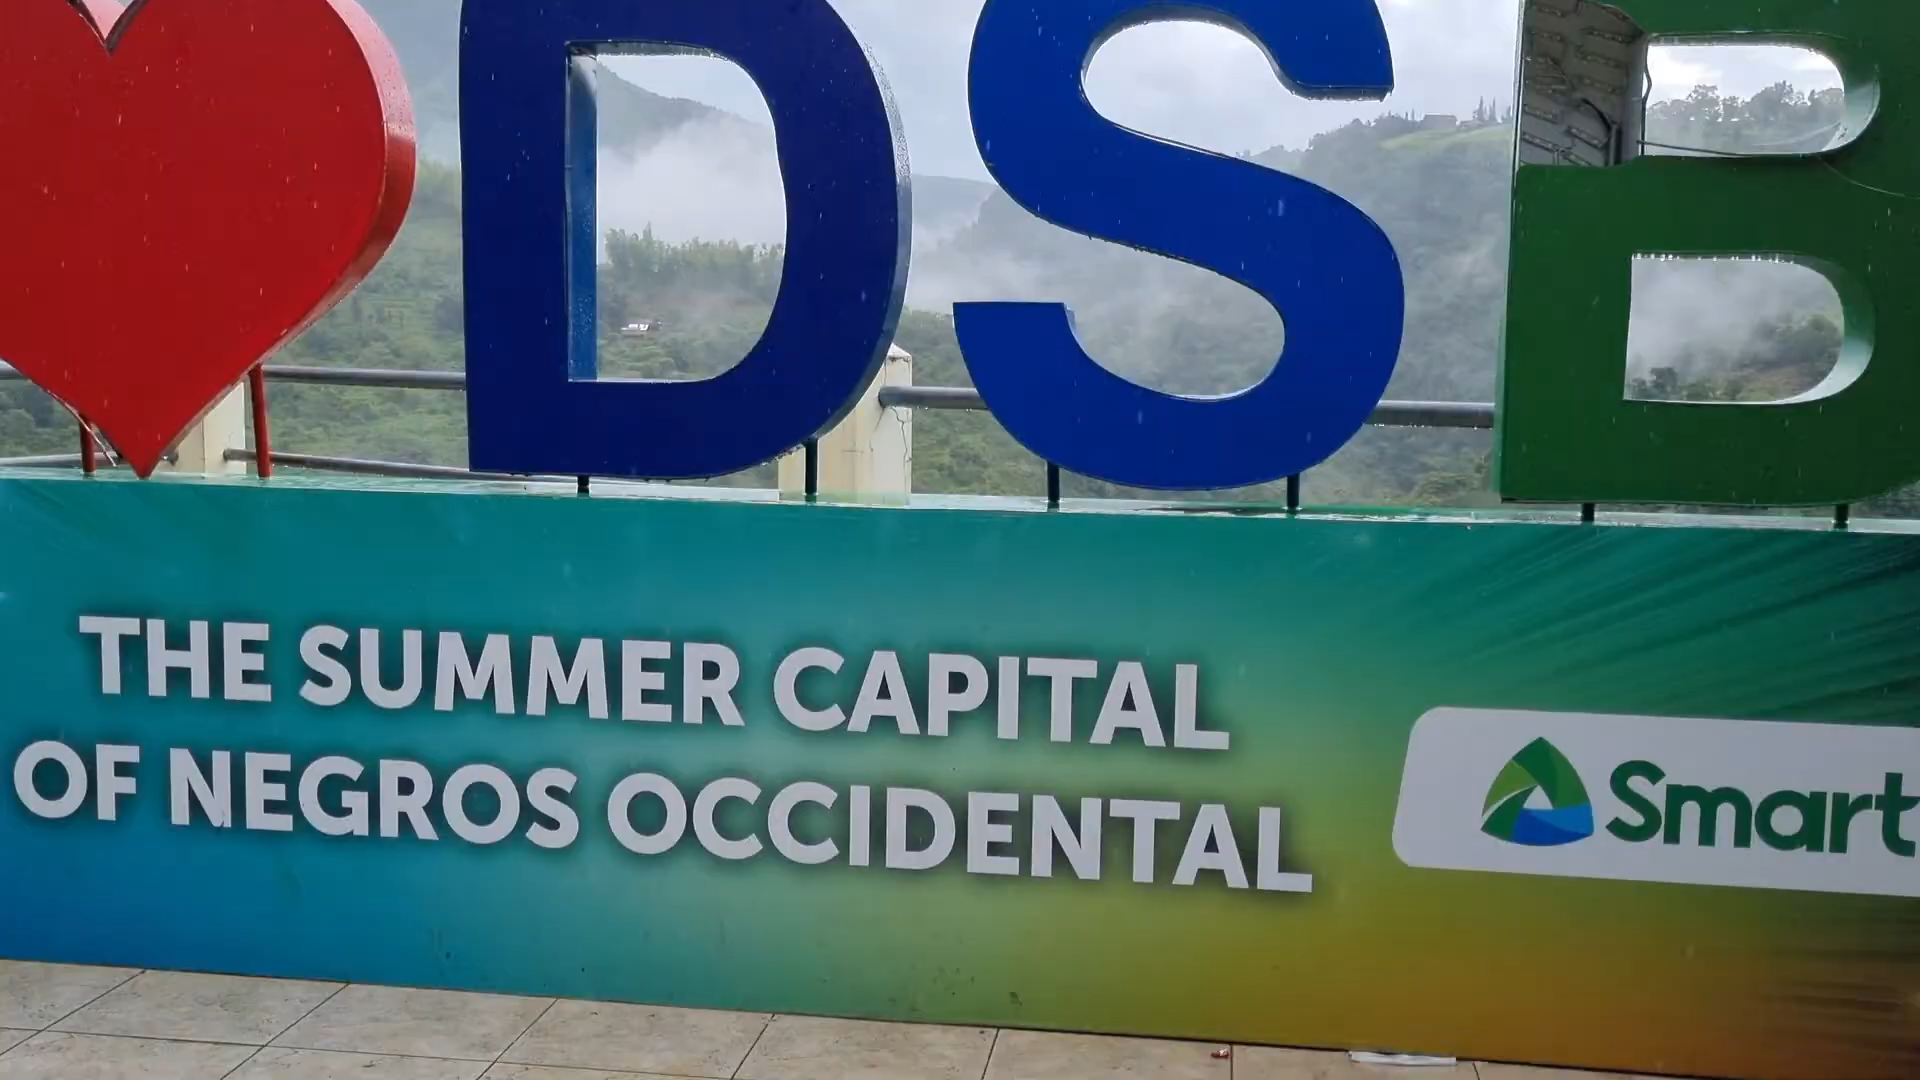 DSB
THE SUMMER CAPITAL
OF NEGROS OCCIDENTAL
Smart